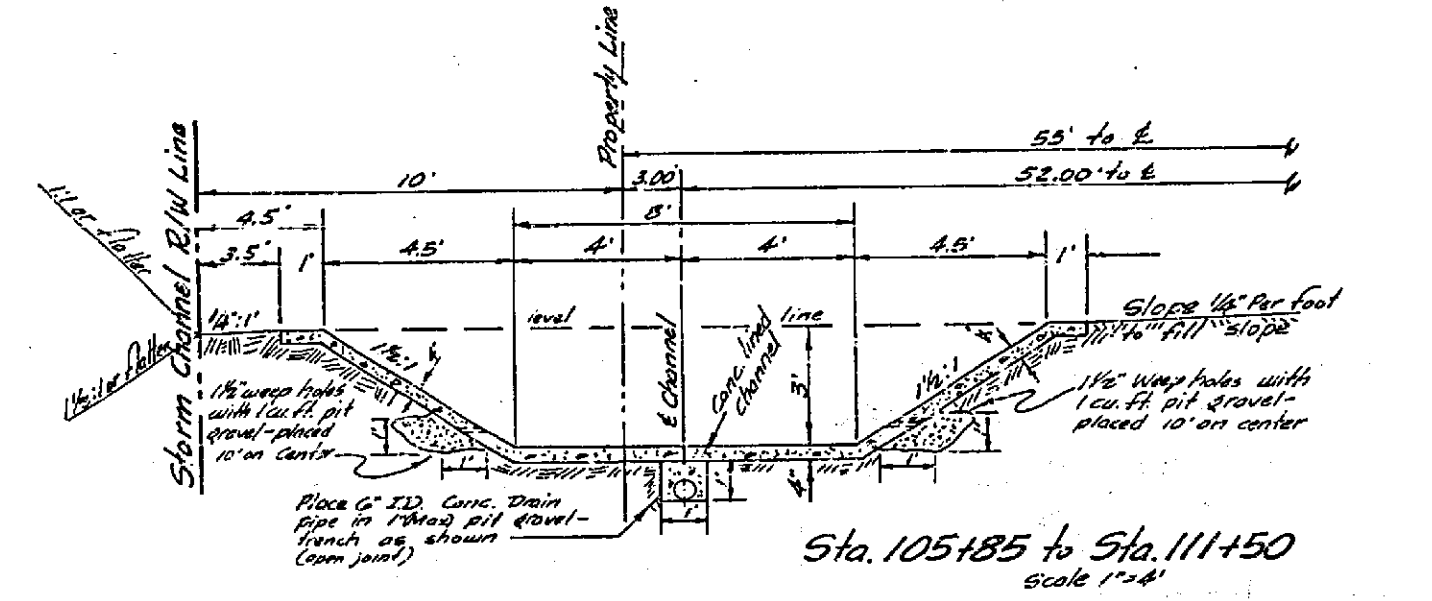 Property Line
Storm Channel R/W Line
1:1 or flatter
1½:1 or flatter
55' to ℄
52.00' to ℄
10'
3.00'
8'
4.5'
3.5'
1'
4.5'
4'
4'
4.5'
1'
¼":1'
level line
Slope ¼" Per foot
to fill slope
1½:1
4"
℄ Channel
Conc. lined
channel
3'
1½:1
4"
1½" weep holes
with 1 cu. ft. pit
gravel-placed
10' on center
1'
1'
1½" Weep holes with
1 cu. ft. pit gravel-
placed 10' on center
1'
1'
Place 6" I.D. Conc. Drain
pipe in 1"(Max) pit gravel-
trench as shown
(open joint)
1'
1'
4"
Sta. 105+85 to Sta. 111+50
Scale 1"=4'